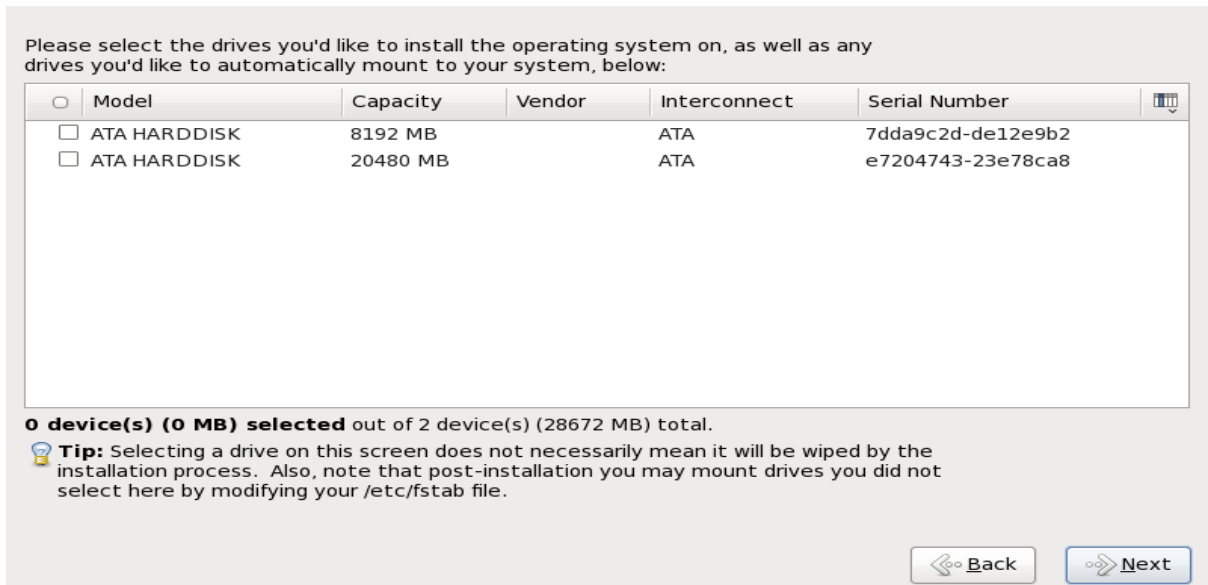 Please select the drives you'd like to install the operating system on, as well as any
drives you'd like to automatically mount to your system, below:
Model Capacity Vendor Interconnect Serial Number
ATA HARDDISK 8192 MB ATA 7dda9c2d-de12e9b2
ATA HARDDISK 20480 MB ATA e7204743-23e78ca8
0 device(s) (0 MB) selected out of 2 device(s) (28672 MB) total.
Tip: Selecting a drive on this screen does not necessarily mean it will be wiped by the
installation process. Also, note that post-installation you may mount drives you did not
select here by modifying your /etc/fstab file.
Back Next